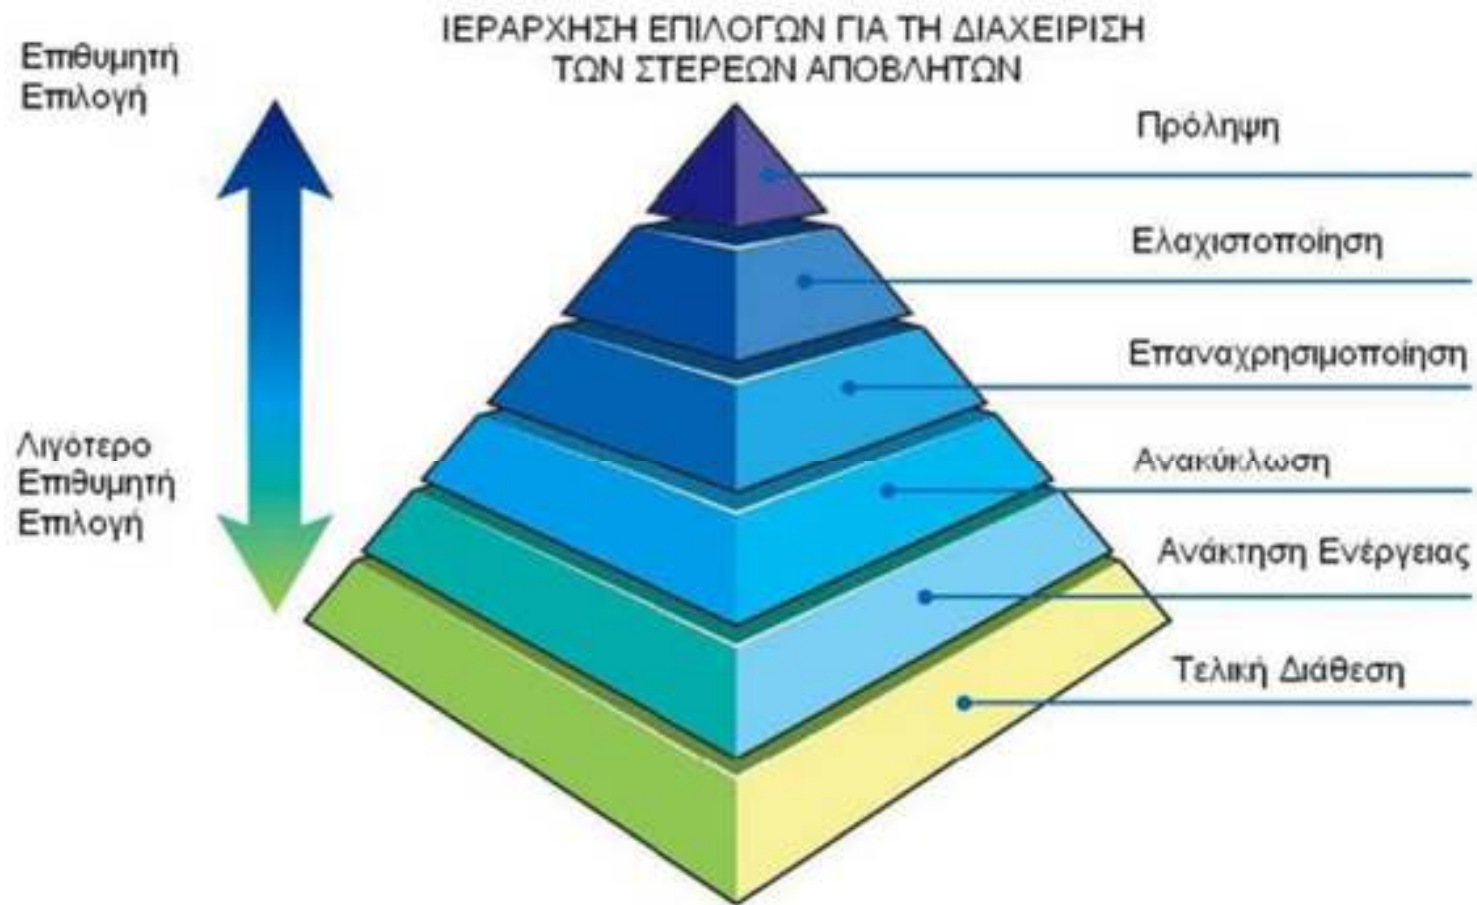 ΙΕΡΑΡΧΗΣΗ ΕΠΙΛΟΓΩΝ ΓΙΑ ΤΗ ΔΙΑΧΕΙΡΙΣΗ
ΤΩΝ ΣΤΕΡΕΩΝ ΑΠΟΒΛΗΤΩΝ
Επιθυμητή
Επιλογή
Πρόληψη
Ελαχιστοποίηση
Επαναχρησιμοποίηση
Λιγότερο
Επιθυμητή
Επιλογή
Ανακύκλωση
Ανάκτηση Ενέργειας
Τελική Διάθεση